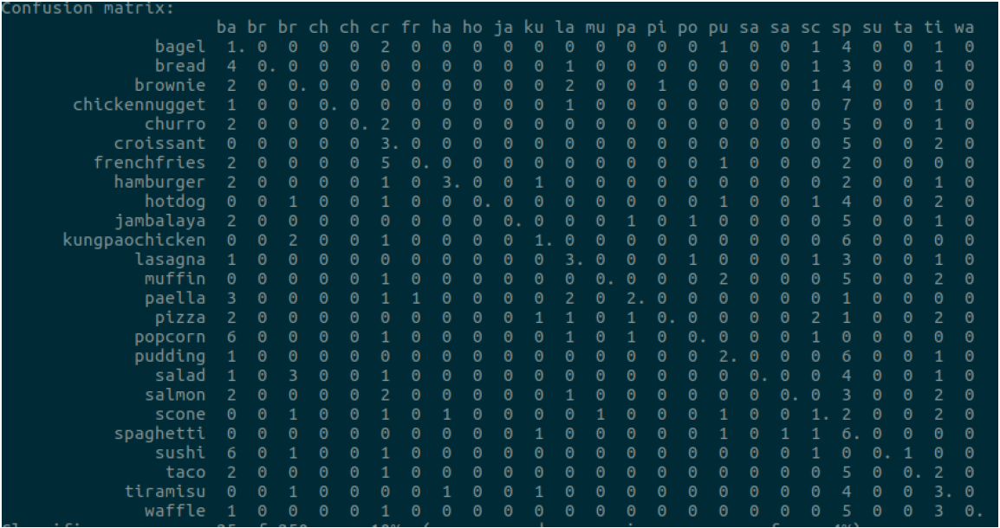 Confusion matrix:
ba br br ch ch cr fr ha ho ja ku la mu pa pi po pu sa sa sc sp su ta ti wa
bagel 1. 0 0 0 0 2 0 0 0 0 0 0 0 0 0 0 1 0 0 1 4 0 0 1 0
bread 4 0. 0 0 0 0 0 0 0 0 0 1 0 0 0 0 0 0 0 1 3 0 0 1 0
brownie 2 0 0. 0 0 0 0 0 0 0 0 2 0 0 1 0 0 0 0 1 4 0 0 0 0
chickennugget 1 0 0 0. 0 0 0 0 0 0 0 1 0 0 0 0 0 0 0 0 7 0 0 1 0
churro 2 0 0 0 0. 2 0 0 0 0 0 0 0 0 0 0 0 0 0 0 5 0 0 1 0
croissant 0 0 0 0 0 3. 0 0 0 0 0 0 0 0 0 0 0 0 0 0 5 0 0 2 0
frenchfries 2 0 0 0 0 5 0. 0 0 0 0 0 0 0 0 0 1 0 0 0 2 0 0 0 0
hamburger 2 0 0 0 0 1 0 3. 0 0 1 0 0 0 0 0 0 0 0 0 2 0 0 1 0
hotdog 0 0 1 0 0 1 0 0 0. 0 0 0 0 0 0 0 1 0 0 1 4 0 0 2 0
jambalaya 2 0 0 0 0 0 0 0 0 0. 0 0 0 1 0 1 0 0 0 0 5 0 0 1 0
kungpaochicken 0 0 2 0 0 1 0 0 0 0 1. 0 0 0 0 0 0 0 0 0 6 0 0 0 0
lasagna 1 0 0 0 0 0 0 0 0 0 0 3. 0 0 0 1 0 0 0 1 3 0 0 1 0
muffin 0 0 0 0 0 1 0 0 0 0 0 0 0. 0 0 0 2 0 0 0 5 0 0 2 0
paella 3 0 0 0 0 1 1 0 0 0 0 2 0 2. 0 0 0 0 0 0 1 0 0 0 0
pizza 2 0 0 0 0 0 0 0 0 0 1 1 0 1 0. 0 0 0 0 2 1 0 0 2 0
popcorn 6 0 0 0 0 1 0 0 0 0 0 1 0 1 0 0. 0 0 0 1 0 0 0 0 0
pudding 1 0 0 0 0 0 0 0 0 0 0 0 0 0 0 0 2. 0 0 0 6 0 0 1 0
salad 1 0 3 0 0 1 0 0 0 0 0 0 0 0 0 0 0 0. 0 0 4 0 0 1 0
salmon 2 0 0 0 0 2 0 0 0 0 0 1 0 0 0 0 0 0 0. 0 3 0 0 2 0
scone 0 0 1 0 0 1 0 1 0 0 0 0 1 0 0 0 1 0 0 1. 2 0 0 2 0
spaghetti 0 0 0 0 0 0 0 0 0 0 1 0 0 0 0 0 1 0 1 1 6. 0 0 0 0
sushi 6 0 1 0 0 1 0 0 0 0 0 0 0 0 0 0 0 0 0 1 0 0. 1 0 0
taco 2 0 0 0 0 1 0 0 0 0 0 0 0 0 0 0 0 0 0 0 5 0 0. 2 0
tiramisu 0 0 1 0 0 0 0 1 0 0 1 0 0 0 0 0 0 0 0 0 4 0 0 3. 0
waffle 1 0 0 0 0 1 0 0 0 0 0 0 0 0 0 0 0 0 0 0 5 0 0 3 0.